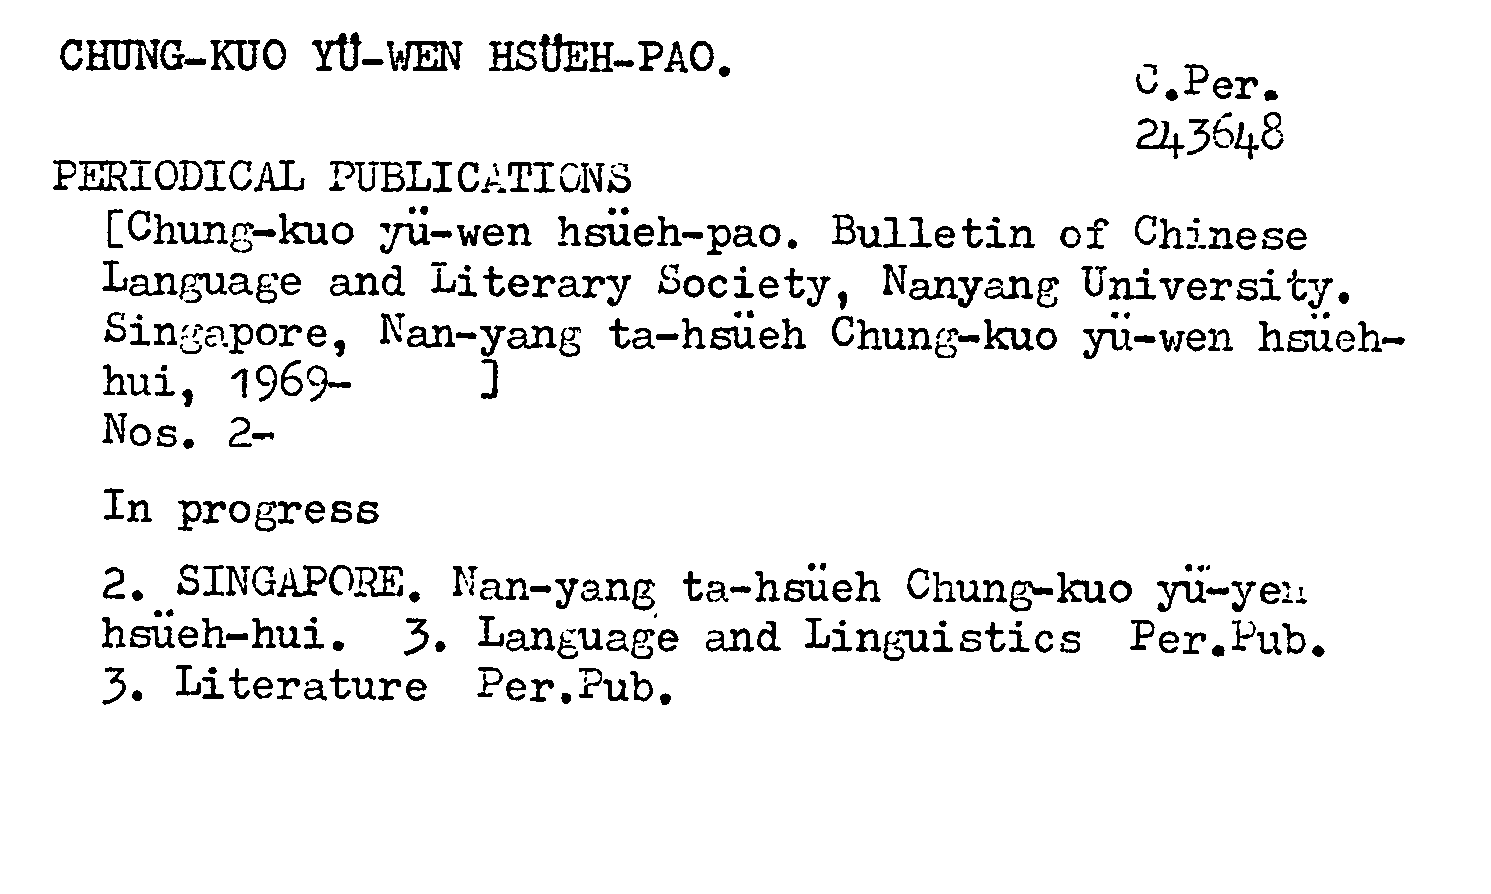 CHUNG-KUO YÜ-WEN HSÜEH-PAO.
C.Per.
243648
PERIODICAL PUBLICATIONS
[Chung-kuo yü-wen hsüeh-pao. Bulletin of Chinese
Language and Literary Society, Nanyang University.
Singapore, Nan-yang ta-hsüeh Chung-kuo yü-wen hsüeh-
hui, 1969- ]
Nos. 2-
In progress
2. SINGAPORE. Nan-yang ta-hsüeh Chung-kuo yü-yen
hsüeh-hui. 3. Language and Linguistics Per.Pub.
3. Literature Per.Pub.